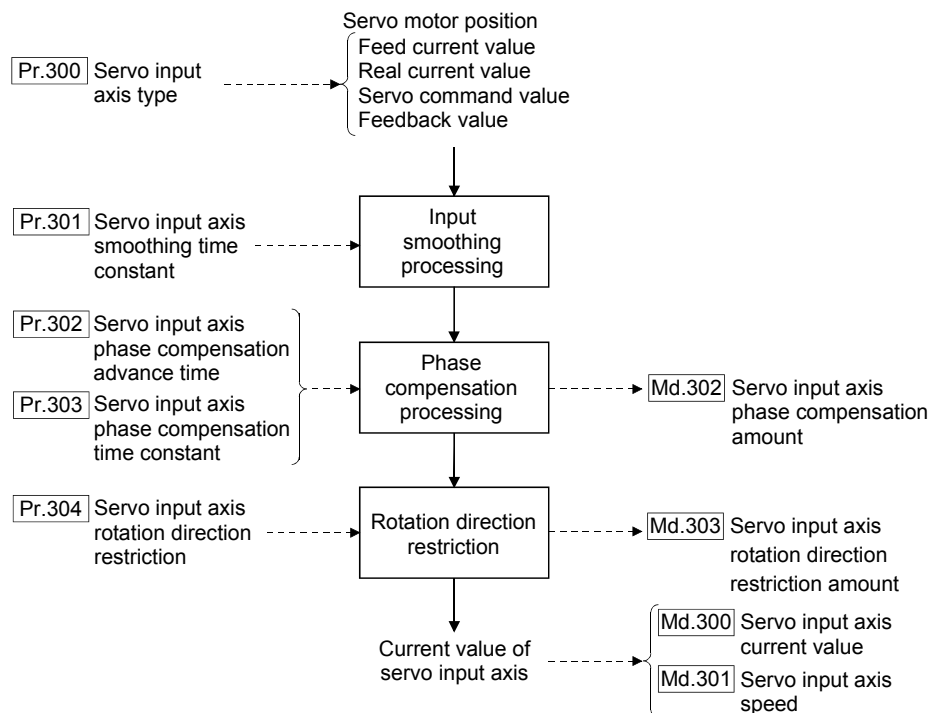 Servo motor position
Feed current value
Real current value
Servo command value
Feedback value
Pr.300 Servo input
axis type
Input
smoothing
processing
Pr.301 Servo input axis
smoothing time
constant
Pr.302 Servo input axis
phase compensation
advance time
Pr.303 Servo input axis
phase compensation
time constant
Phase
compensation
processing
Md.302 Servo input axis
phase compensation
amount
Pr.304 Servo input axis
rotation direction
restriction
Rotation direction
restriction
Md.303 Servo input axis
rotation direction
restriction amount
Current value of
servo input axis
Md.300 Servo input axis
current value
Md.301 Servo input axis
speed